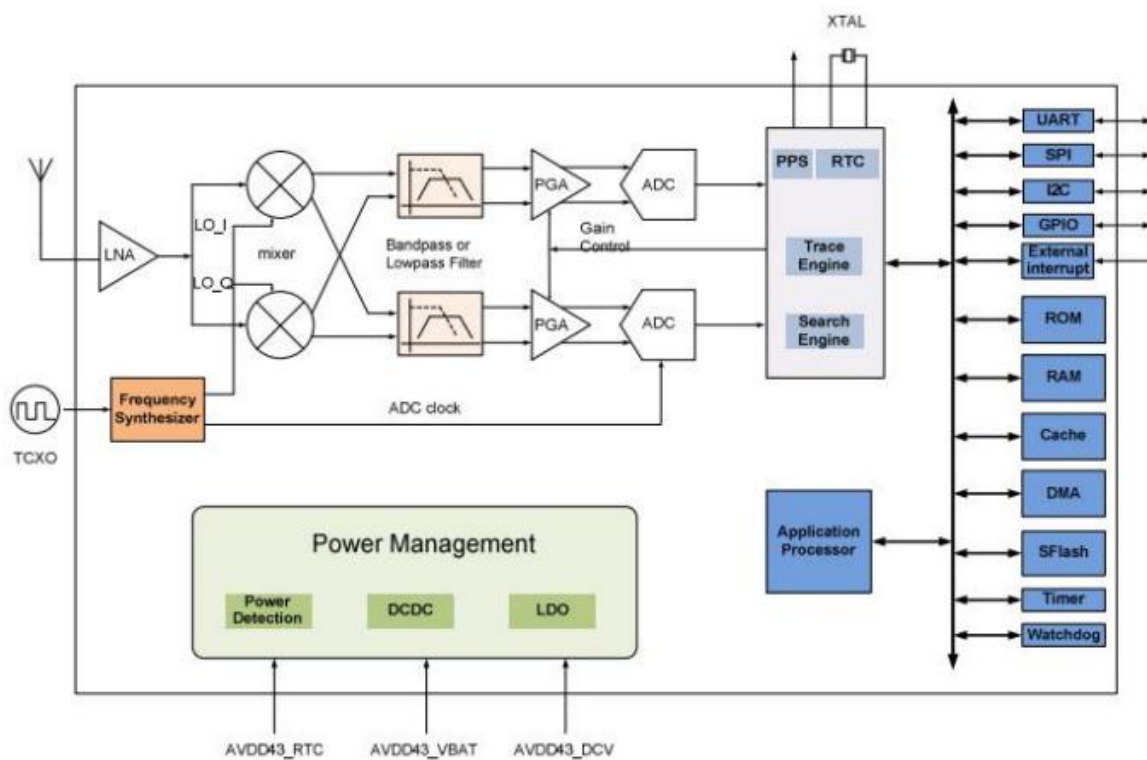 XTAL
PPS
RTC
UART
SPI
I2C
GPIO
External
interrupt
LNA
LO_I
LO_Q
mixer
Bandpass or
Lowpass Filter
PGA
ADC
Gain
Control
PGA
ADC
Trace
Engine
Search
Engine
ROM
RAM
Cache
DMA
SFlash
Timer
Watchdog
Frequency
Synthesizer
ADC clock
TCXO
Application
Processor
Power Management
Power
Detection
DCDC
LDO
AVDD43_RTC
AVDD43_VBAT
AVDD43_DCV